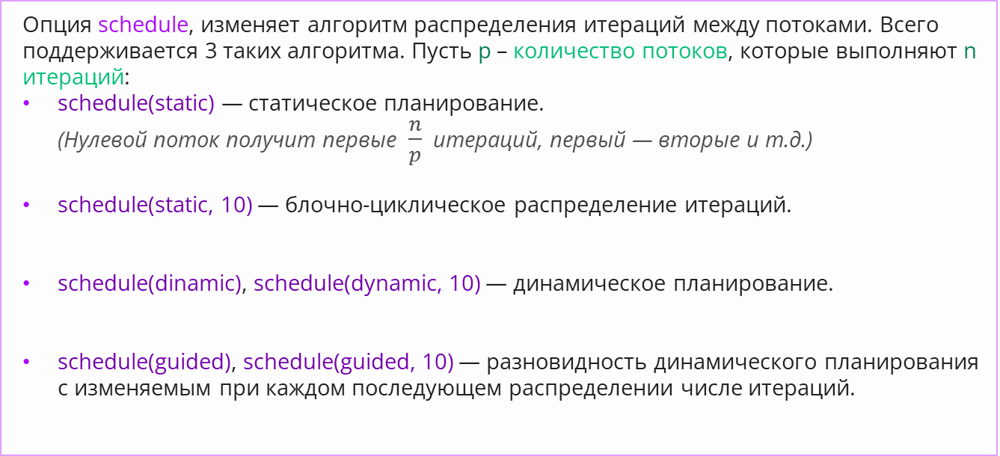 Опция schedule, изменяет алгоритм распределения итераций между потоками. Всего
поддерживается 3 таких алгоритма. Пусть p – количество потоков, которые выполняют n
итераций:
• schedule(static) — статическое планирование.
(Нулевой поток получит первые n/p итераций, первый — вторые и т.д.)
• schedule(static, 10) — блочно-циклическое распределение итераций.
• schedule(dinamic), schedule(dynamic, 10) — динамическое планирование.
• schedule(guided), schedule(guided, 10) — разновидность динамического планирования
с изменяемым при каждом последующем распределении числе итераций.